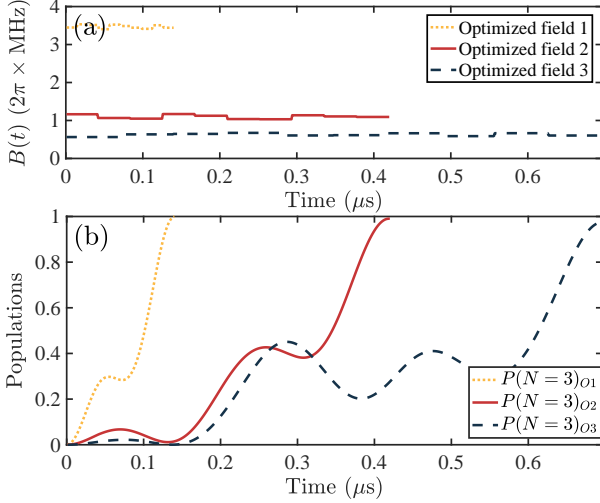 (a)
B(t) (2π × MHz)
4
3
2
1
0
Optimized field 1
Optimized field 2
Optimized field 3
0 0.1 0.2 0.3 0.4 0.5 0.6
Time (μs)
(b)
Populations
1
0.8
0.6
0.4
0.2
0
P(N = 3)_{O1}
P(N = 3)_{O2}
P(N = 3)_{O3}
0 0.1 0.2 0.3 0.4 0.5 0.6
Time (μs)